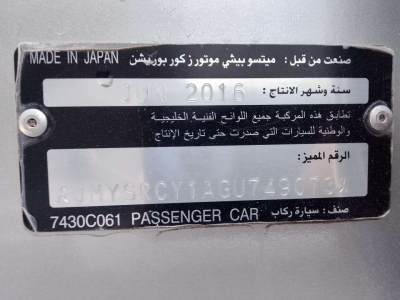 صنعت من قبل: ميتسوبيشي موتورز كوربوريشن MADE IN JAPAN
سنة وشهر الانتاج:
JUN 2016
تطابق هذه المركبة جميع اللوائح الفنية الخليجية
والوطنية للسيارات التي صدرت حتى تاريخ الإنتاج
الرقم المميز:
صنف: سيارة ركاب 7430C061 PASSENGER CAR